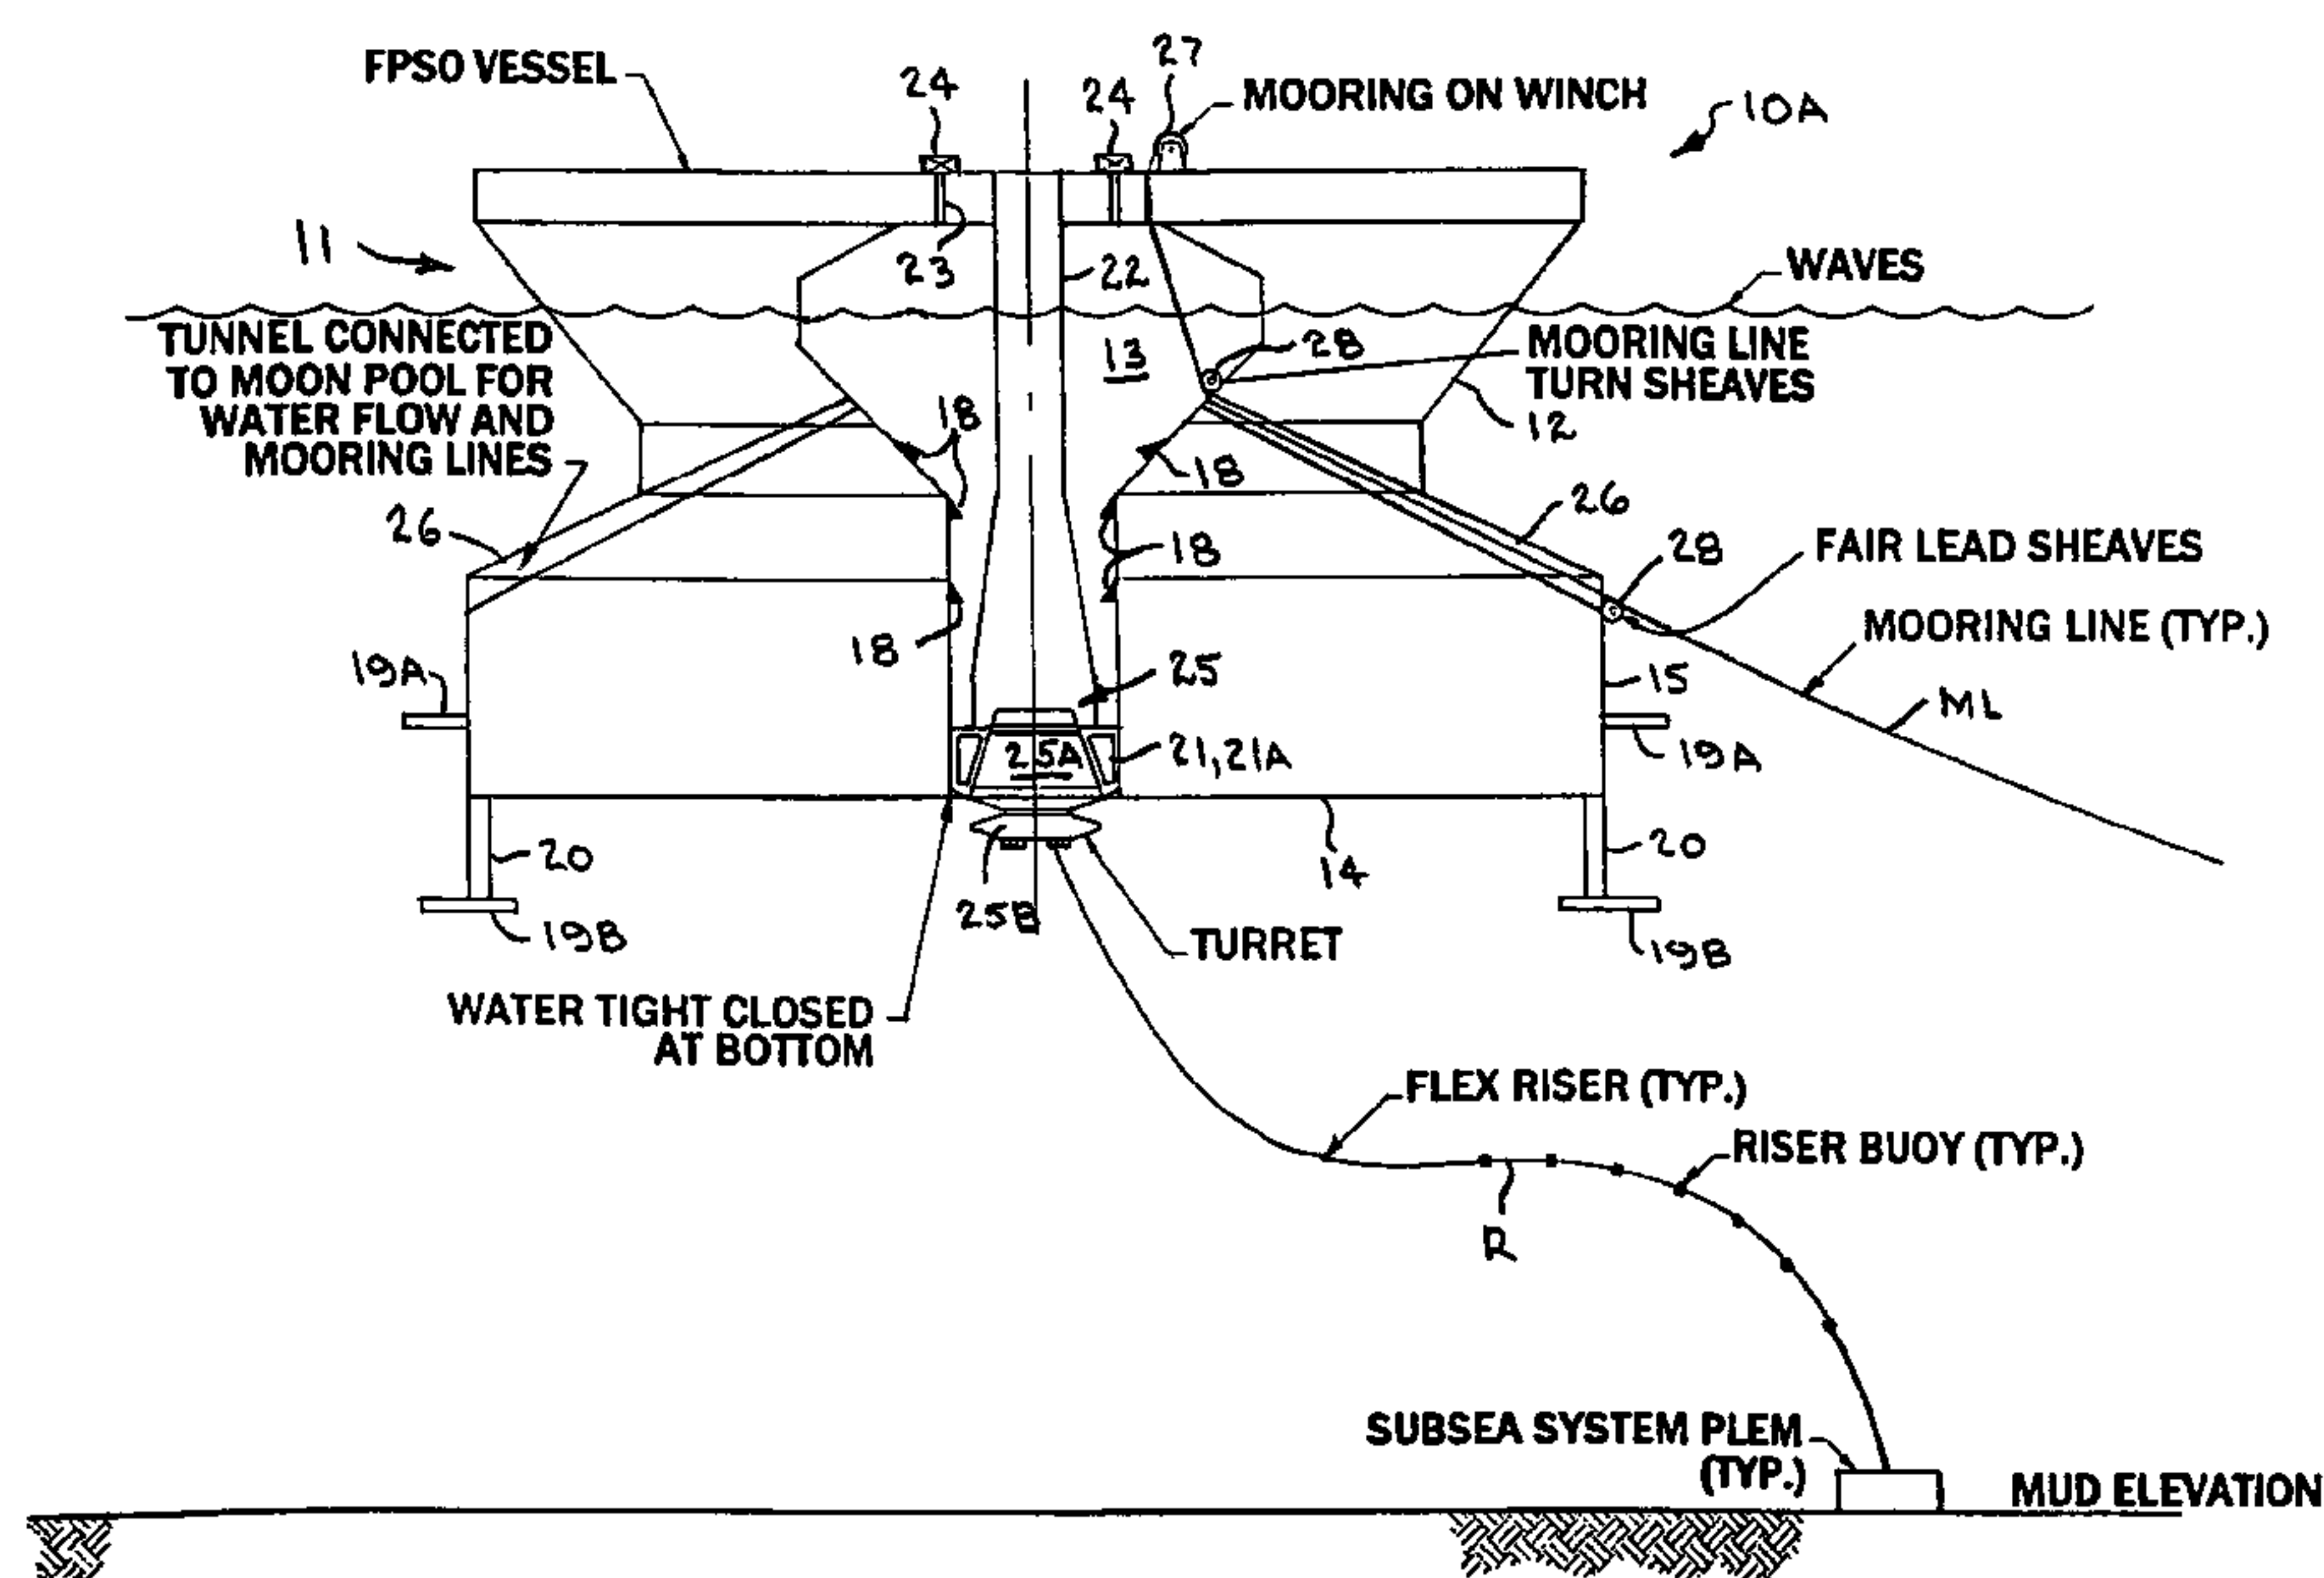 FPSO VESSEL
24
24
27
MOORING ON WINCH
10A
11
23
22
WAVES
TUNNEL CONNECTED
TO MOON POOL FOR
WATER FLOW AND
MOORING LINES
13
28
MOORING LINE
TURN SHEAVES
12
18
18
26
26
18
28
FAIR LEAD SHEAVES
18
MOORING LINE (TYP.)
19A
25
15
ML
25A
21,21A
19A
20
14
20
25B
19B
TURRET
19B
WATER TIGHT CLOSED
AT BOTTOM
FLEX RISER (TYP.)
RISER BUOY (TYP.)
R
SUBSEA SYSTEM PLEM
(TYP.)
MUD ELEVATION